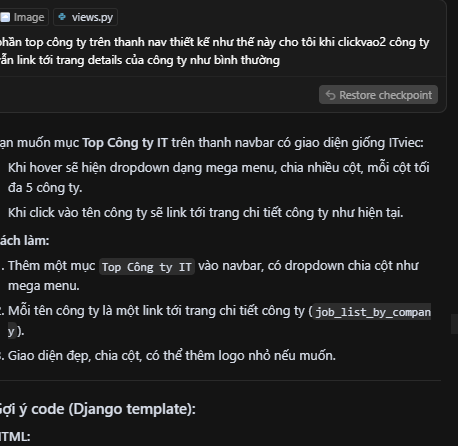 Image views.py
phần top công ty trên thanh nav thiết kế như thế này cho tôi khi clickvao2 công ty
vẫn link tới trang details của công ty như bình thường
Restore checkpoint
ạn muốn mục Top Công ty IT trên thanh navbar có giao diện giống ITviec:
Khi hover sẽ hiện dropdown dạng mega menu, chia nhiều cột, mỗi cột tối
đa 5 công ty.
Khi click vào tên công ty sẽ link tới trang chi tiết công ty như hiện tại.
ách làm:
. Thêm một mục Top Công ty IT vào navbar, có dropdown chia cột như
mega menu.
2. Mỗi tên công ty là một link tới trang chi tiết công ty (job_list_by_compan
y).
3. Giao diện đẹp, chia cột, có thể thêm logo nhỏ nếu muốn.
Gợi ý code (Django template):
HTML: